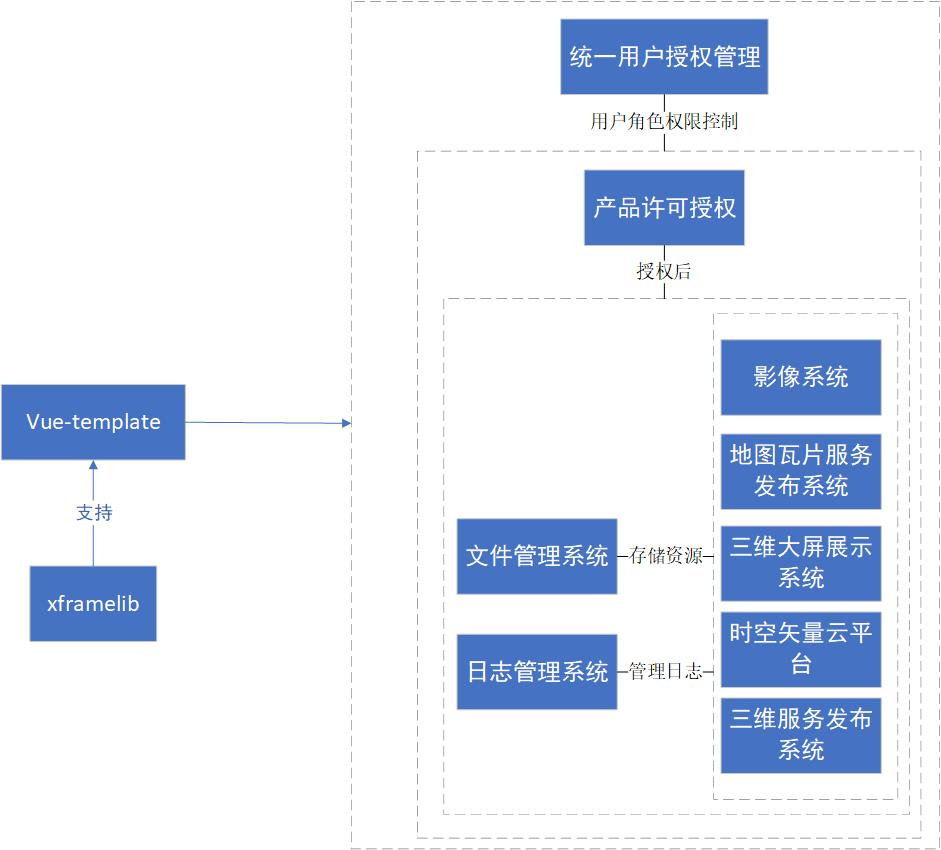 统一用户授权管理
用户角色权限控制
产品许可授权
授权后
影像系统
Vue-template
地图瓦片服务
发布系统
支持
文件管理系统
存储资源
三维大屏展示
系统
xframelib
时空矢量云平
台
日志管理系统
管理日志
三维服务发布
系统